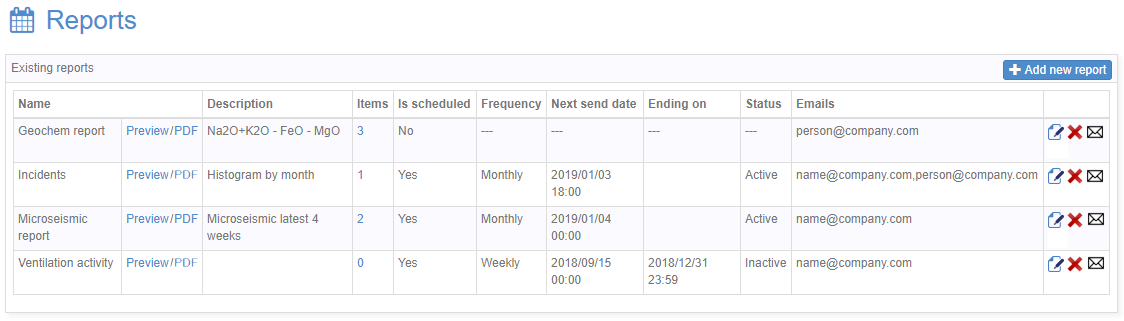 Reports
Existing reports
Add new report
Name Description Items Is scheduled Frequency Next send date Ending on Status Emails
Geochem report Preview/PDF Na2O+K2O - FeO - MgO 3 No --- --- --- --- person@company.com
Incidents Preview/PDF Histogram by month 1 Yes Monthly 2019/01/03 Active name@company.com,person@company.com
18:00
Microseismic Preview/PDF Microseismic latest 4 2 Yes Monthly 2019/01/04 Active name@company.com
report weeks 00:00
Ventilation activity Preview/PDF 0 Yes Weekly 2018/09/15 2018/12/31 Inactive name@company.com
00:00 23:59